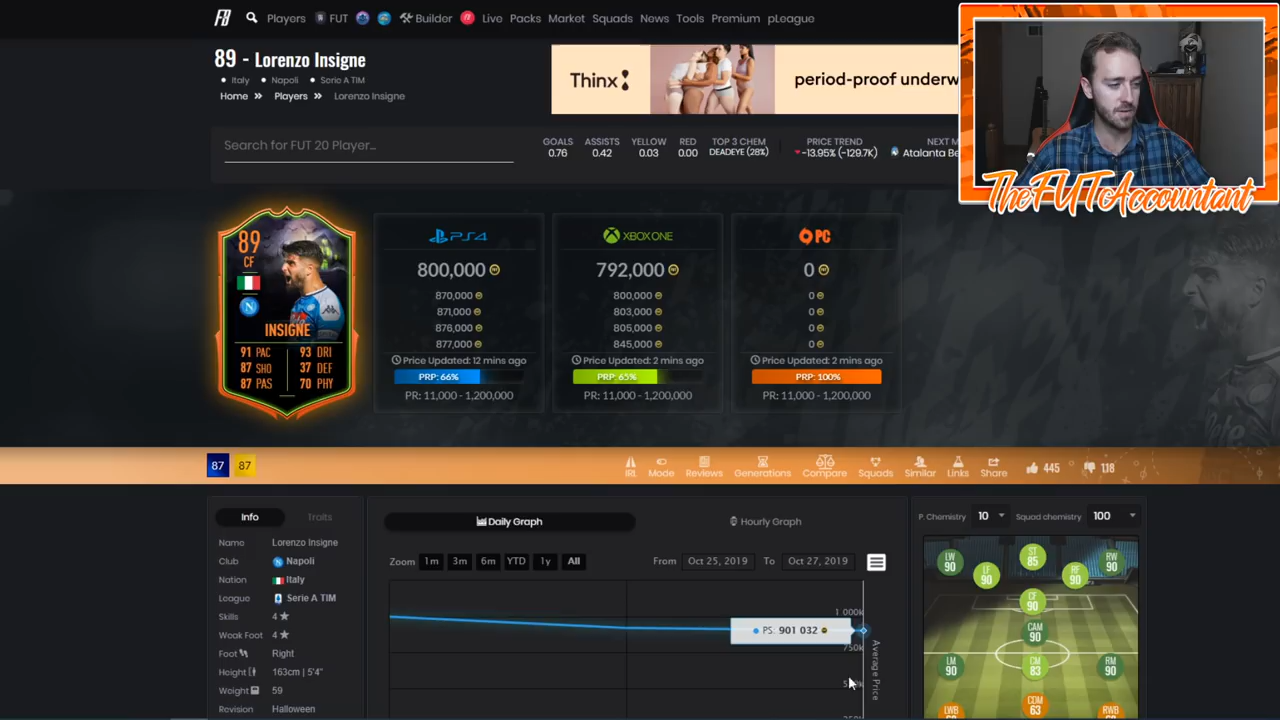 FB Players FUT Builder Live Packs Market Squads News Tools Premium pLeague
89 - Lorenzo Insigne
Italy Napoli Serie A TIM
Home » Players » Lorenzo Insigne
Thinx period-proof underw
Search for FUT 20 Player...
GOALS ASSISTS YELLOW RED TOP 3 CHEM PRICE TREND NEXT M
0.76 0.42 0.03 0.00 DEADEYE (28%) -13.95% (-129.7K) Atalanta Be
TheFUTAccountant
89
CF
INSIGNE
91 PAC 93 DRI
87 SHO 37 DEF
87 PAS 70 PHY
PS4 XBOX ONE PC
800,000 792,000 0
870,000 800,000 0
871,000 803,000 0
876,000 805,000 0
877,000 845,000 0
Price Updated: 12 mins ago Price Updated: 2 mins ago Price Updated: 2 mins ago
PRP: 66% PRP: 65% PRP: 100%
PR: 11,000 - 1,200,000 PR: 11,000 - 1,200,000 PR: 11,000 - 1,200,000
87 87
IRL Mode Reviews Generations Compare Squads Similar Links Share 445 118
Info Traits
Name Lorenzo Insigne
Club Napoli
Nation Italy
League Serie A TIM
Skills 4
Weak Foot 4
Foot Right
Height 163cm | 5'4"
Weight 59
Revision Halloween
Daily Graph Hourly Graph
Zoom 1m 3m 6m YTD 1y All From Oct 25, 2019 To Oct 27, 2019
1 000k
PS: 901 032
750k
Average Price
P. Chemistry 10 Squad chemistry 100
LW 90 ST 85 RW 90
LF 90 RF 90
CF 90
CAM 90
LM 90 CM 83 RM 90
CDM 63
LWB RWB